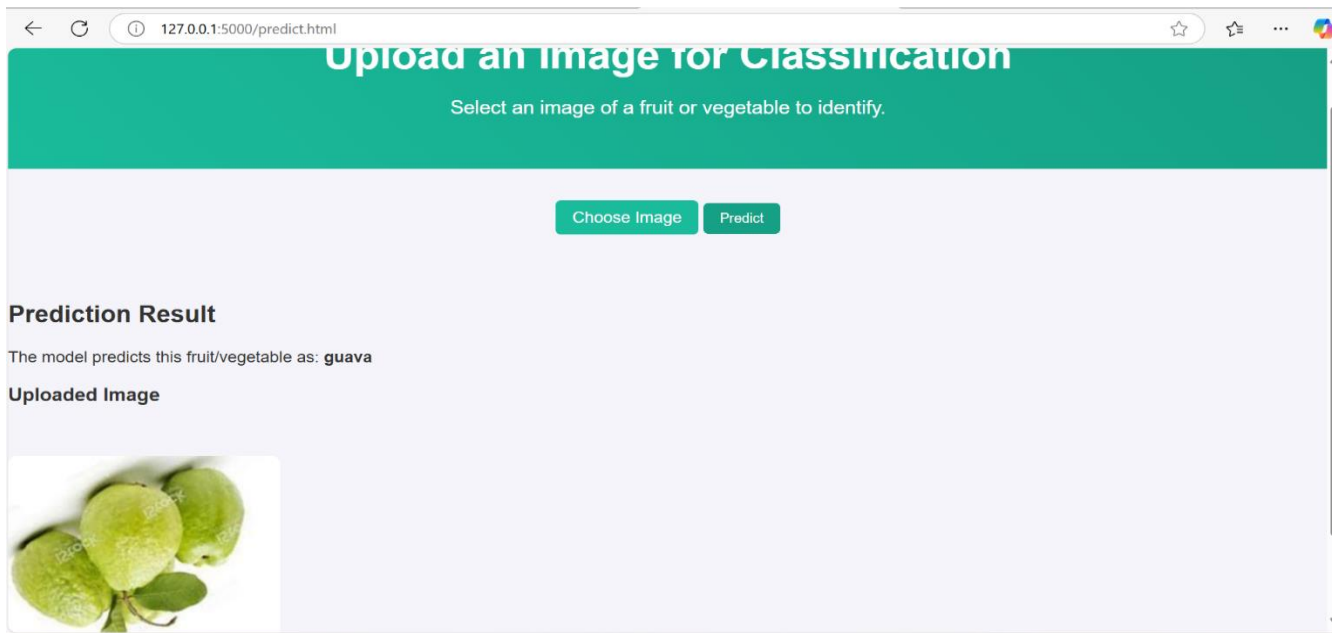 127.0.0.1:5000/predict.html
Upload an Image for Classification
Select an image of a fruit or vegetable to identify.
Choose Image Predict
Prediction Result
The model predicts this fruit/vegetable as: guava
Uploaded Image